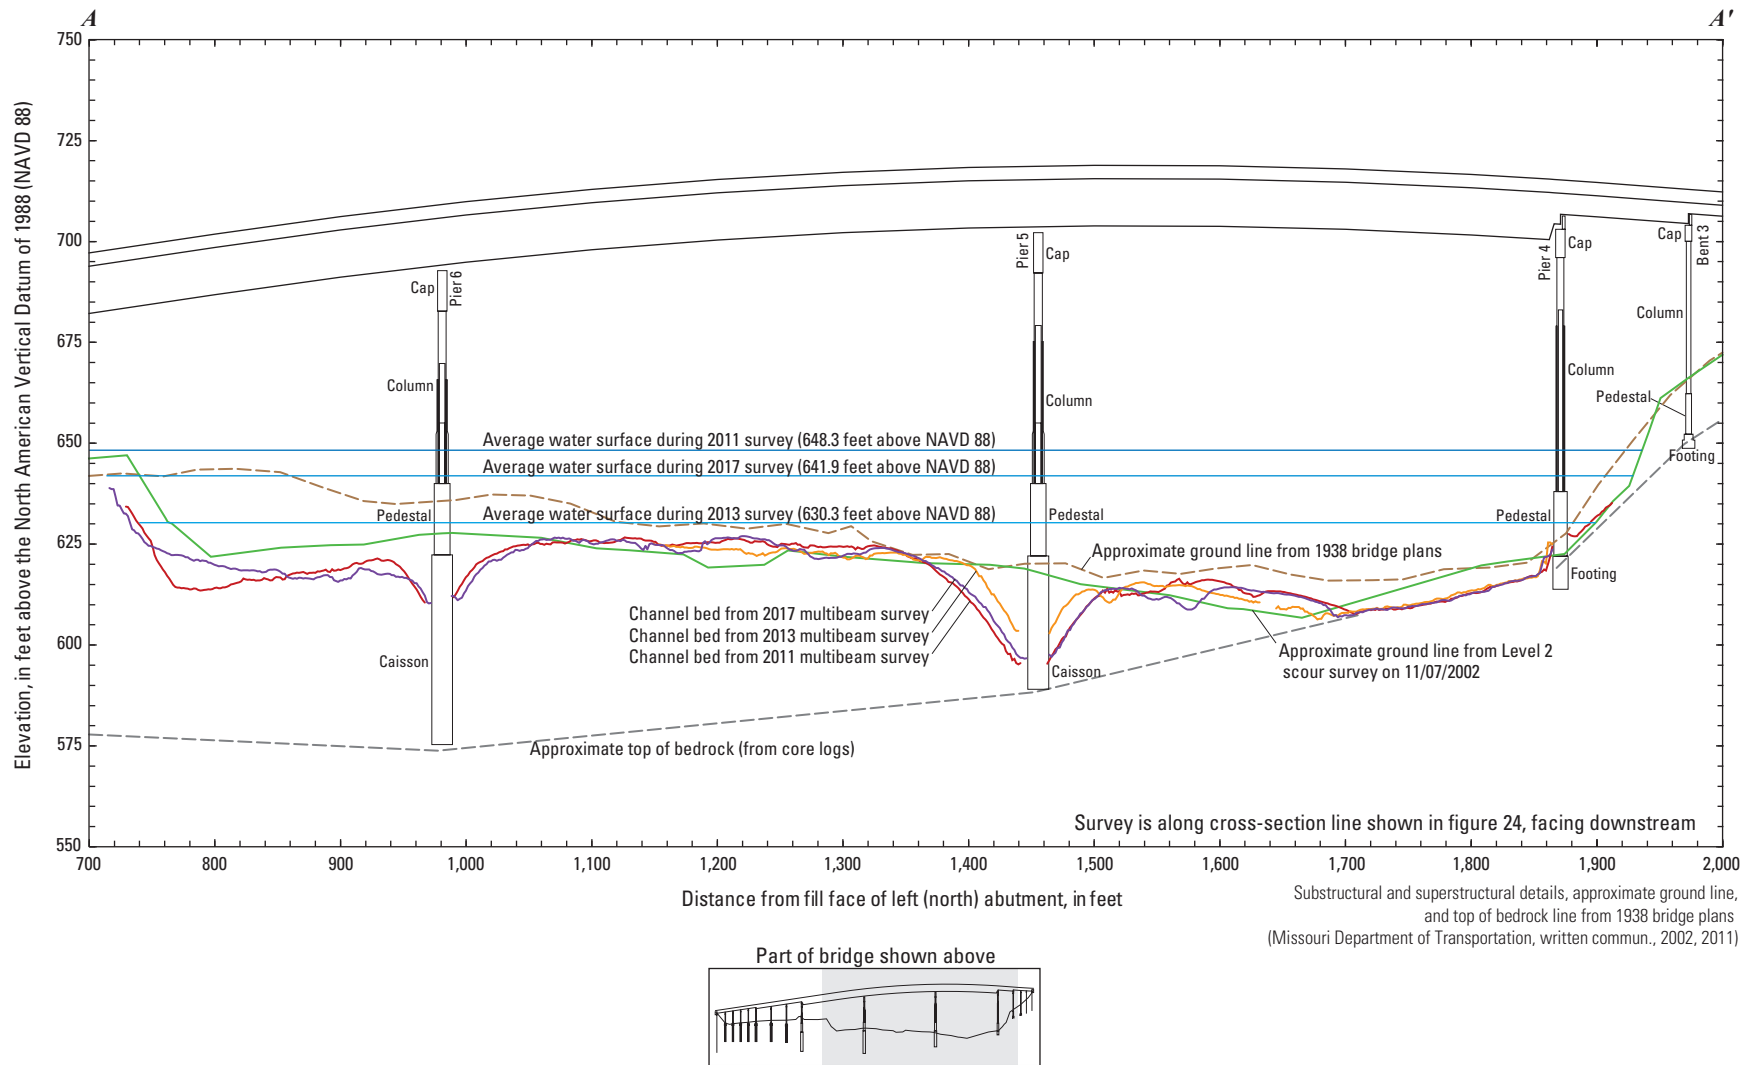 A A'
Elevation, in feet above the North American Vertical Datum of 1988 (NAVD 88)
750
725
700
675
650
625
600
575
550
Cap
Pier 6
Column
Pedestal
Caisson
Pier 5
Cap
Column
Pedestal
Caisson
Pier 4
Cap
Column
Pedestal
Footing
Cap
Bent 3
Column
Pedestal
Footing
Average water surface during 2011 survey (648.3 feet above NAVD 88)
Average water surface during 2017 survey (641.9 feet above NAVD 88)
Average water surface during 2013 survey (630.3 feet above NAVD 88)
Approximate ground line from 1938 bridge plans
Channel bed from 2017 multibeam survey
Channel bed from 2013 multibeam survey
Channel bed from 2011 multibeam survey
Approximate ground line from Level 2
scour survey on 11/07/2002
Approximate top of bedrock (from core logs)
Survey is along cross-section line shown in figure 24, facing downstream
700 800 900 1,000 1,100 1,200 1,300 1,400 1,500 1,600 1,700 1,800 1,900 2,000
Distance from fill face of left (north) abutment, in feet
Substructural and superstructural details, approximate ground line,
and top of bedrock line from 1938 bridge plans
(Missouri Department of Transportation, written commun., 2002, 2011)
Part of bridge shown above